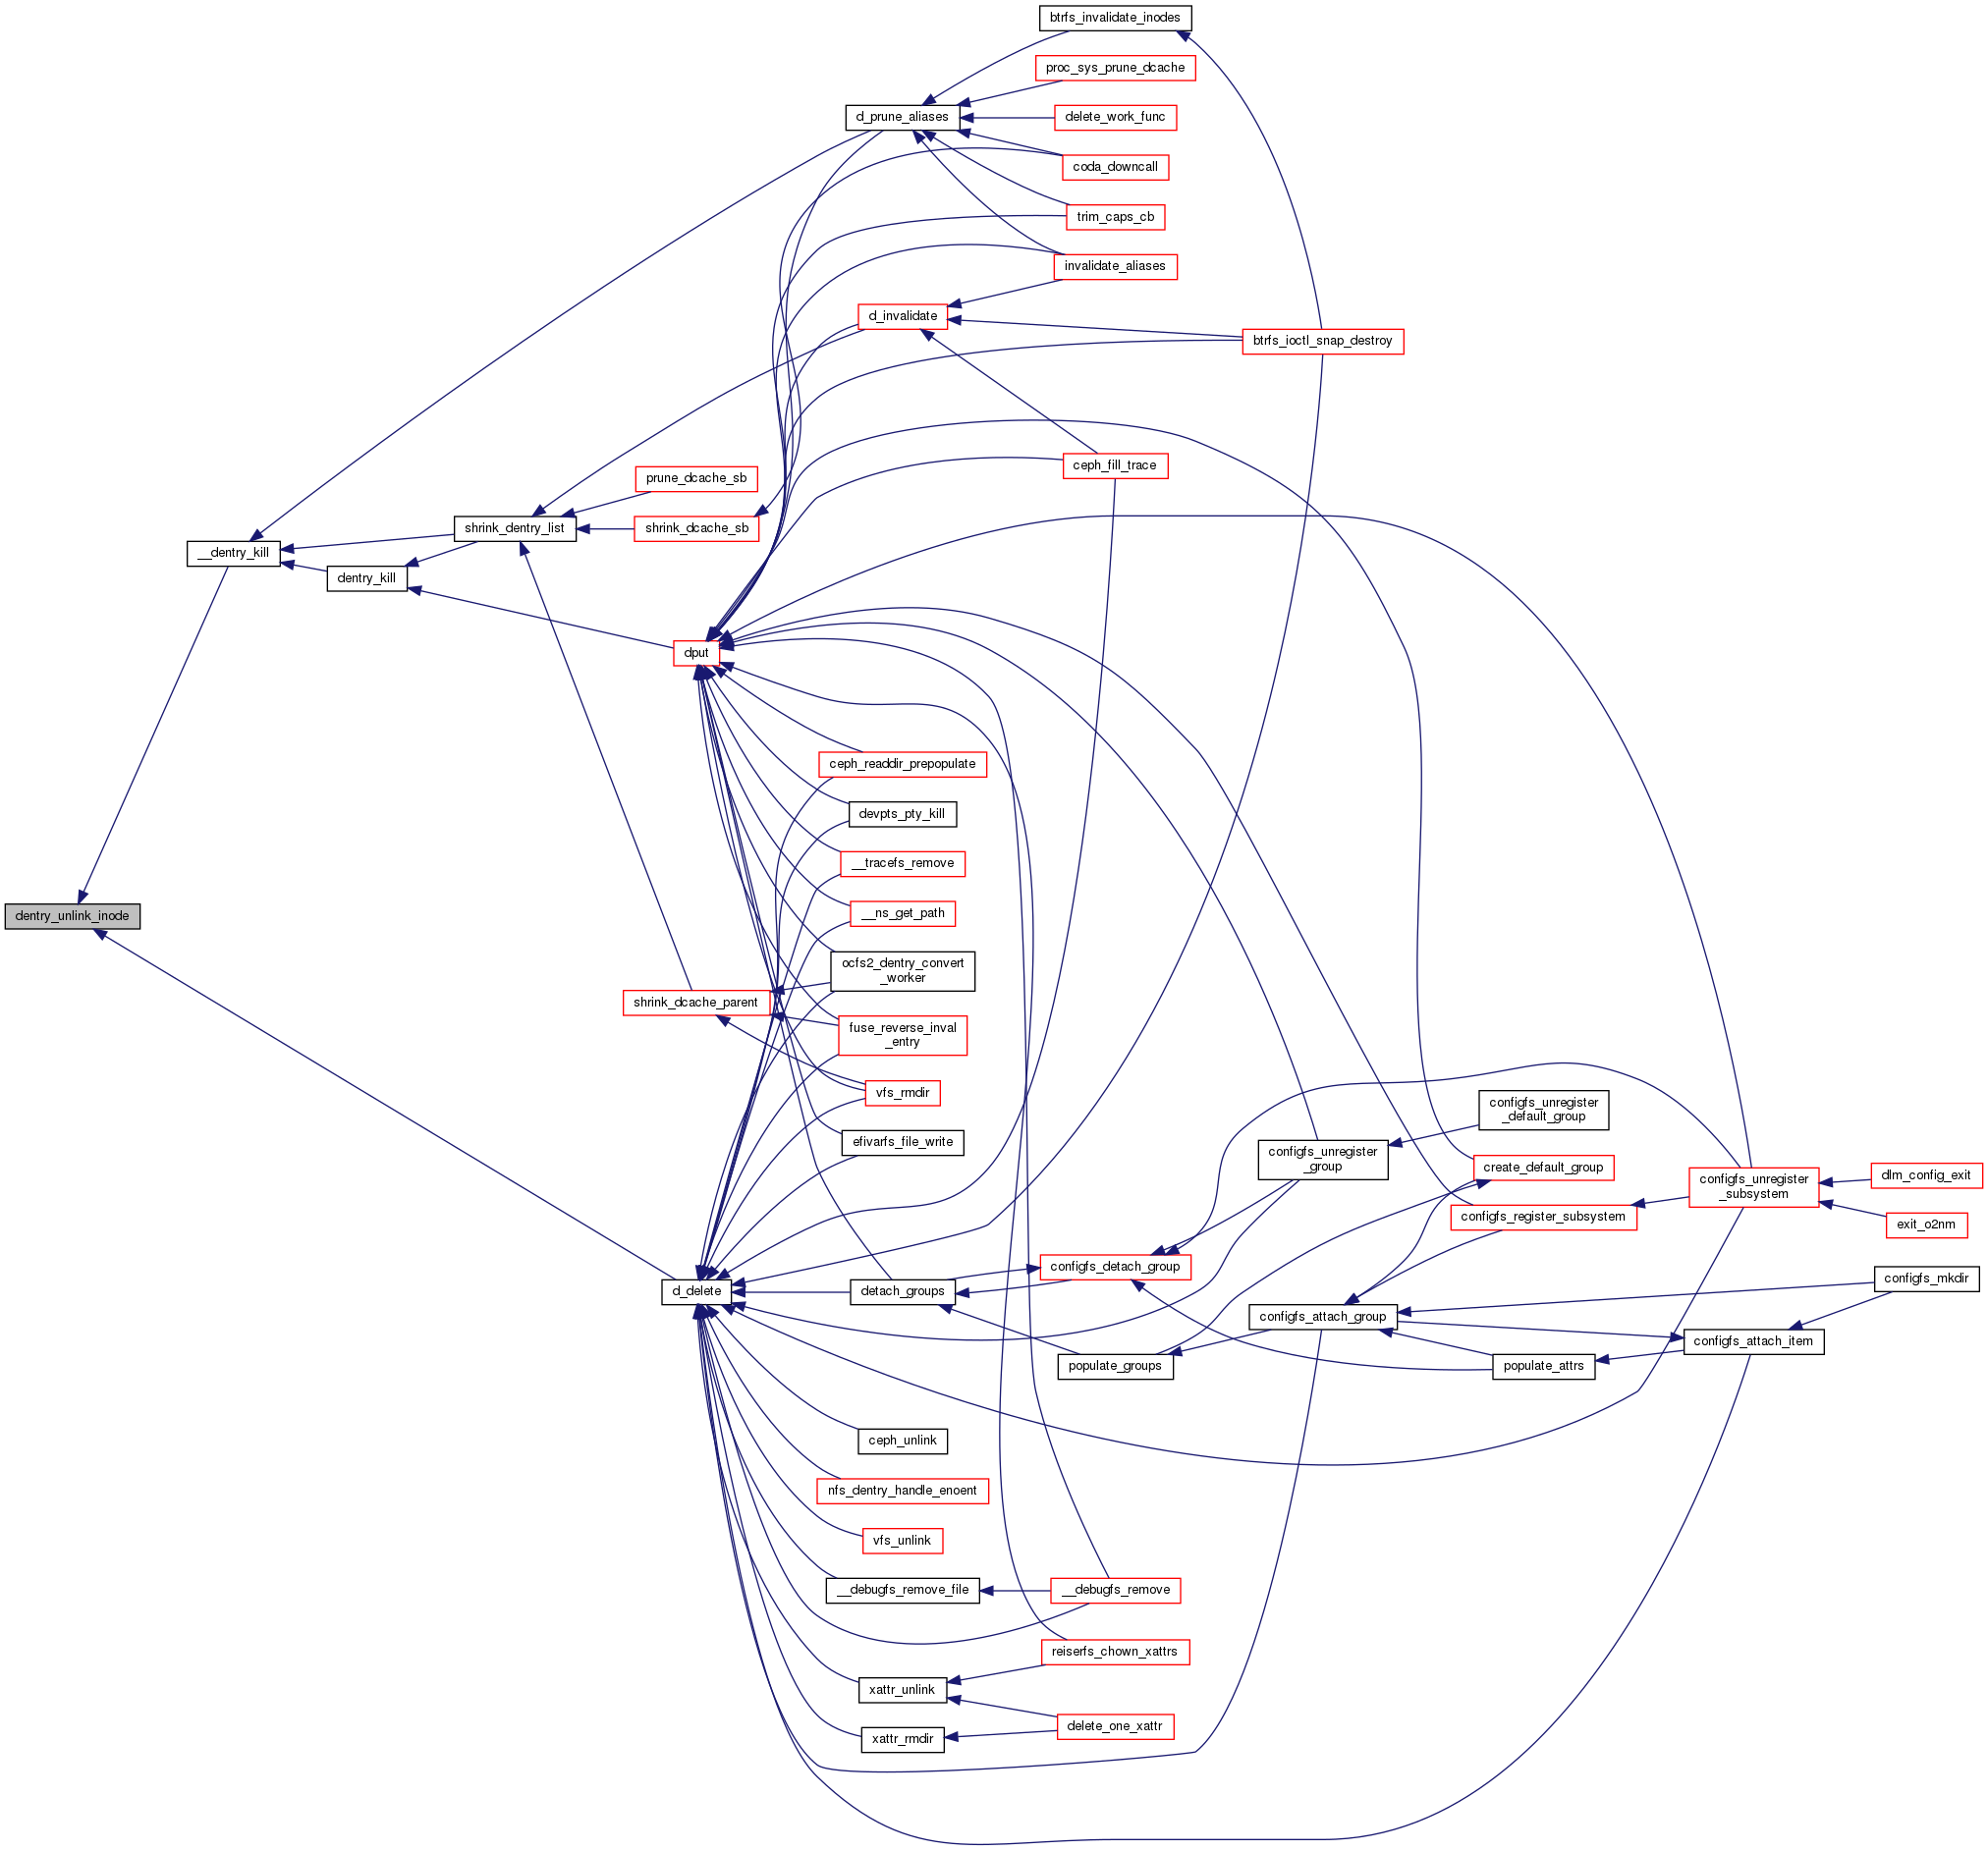 btrfs_invalidate_inodes
proc_sys_prune_dcache
d_prune_aliases
delete_work_func
coda_downcall
trim_caps_cb
invalidate_aliases
d_invalidate
btrfs_ioctl_snap_destroy
ceph_fill_trace
prune_dcache_sb
shrink_dentry_list
shrink_dcache_sb
__dentry_kill
dentry_kill
dput
ceph_readdir_prepopulate
devpts_pty_kill
__tracefs_remove
__ns_get_path
dentry_unlink_inode
ocfs2_dentry_convert
_worker
shrink_dcache_parent
fuse_reverse_inval
_entry
vfs_rmdir
configfs_unregister
_default_group
efivarfs_file_write
configfs_unregister
_group
create_default_group
configfs_unregister
_subsystem
dlm_config_exit
configfs_register_subsystem
exit_o2nm
configfs_detach_group
configfs_mkdir
d_delete
detach_groups
configfs_attach_group
configfs_attach_item
populate_groups
populate_attrs
ceph_unlink
nfs_dentry_handle_enoent
vfs_unlink
__debugfs_remove_file
__debugfs_remove
reiserfs_chown_xattrs
xattr_unlink
delete_one_xattr
xattr_rmdir